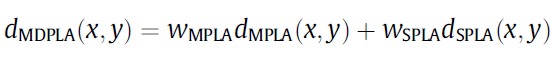 d_MDPLA(x, y) = w_MPLA d_MPLA(x, y) + w_SPLA d_SPLA(x, y)